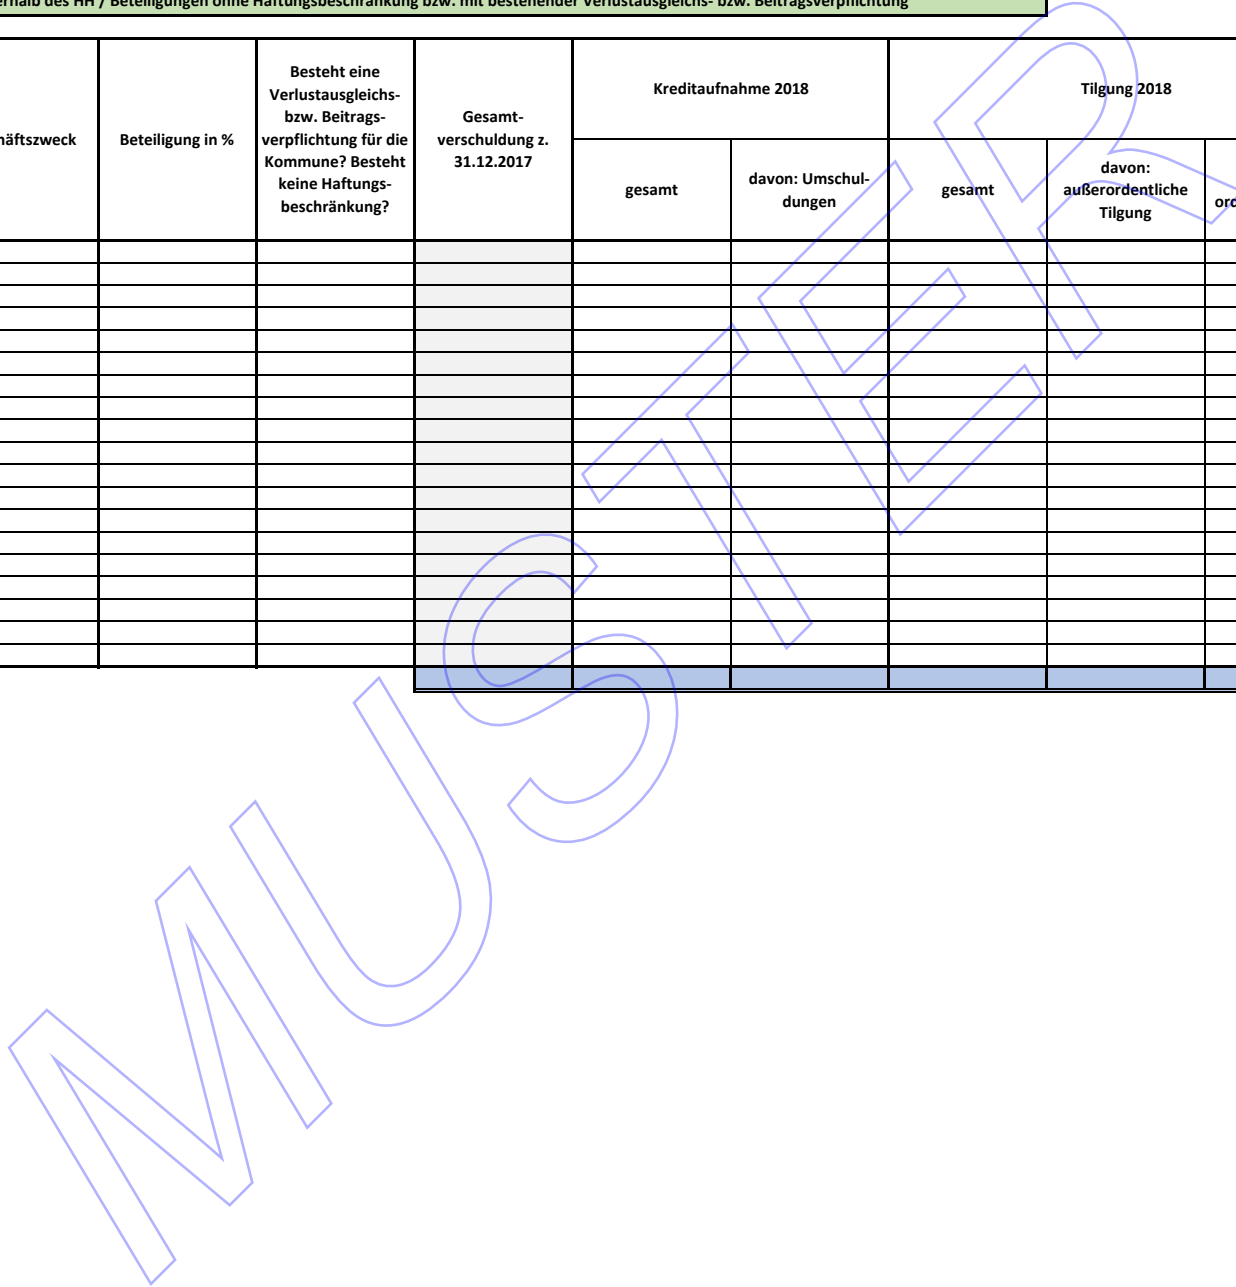 des HH / Beteiligungen ohne Haftungsbeschränkung bzw. mit bestehender Verlustausgleichs- bzw. Beitragsverpflichtung
Beteiligung in %
Besteht eine
Verlustausgleichs-
bzw. Beitrags-
verpflichtung für die
Kommune? Besteht
keine Haftungs-
beschränkung?
Gesamt-
verschuldung z.
31.12.2017
Kreditaufnahme 2018
gesamt
davon: Umschul-
dungen
Tilgung 2018
gesamt
davon:
außerordentliche
Tilgung
MUSTER